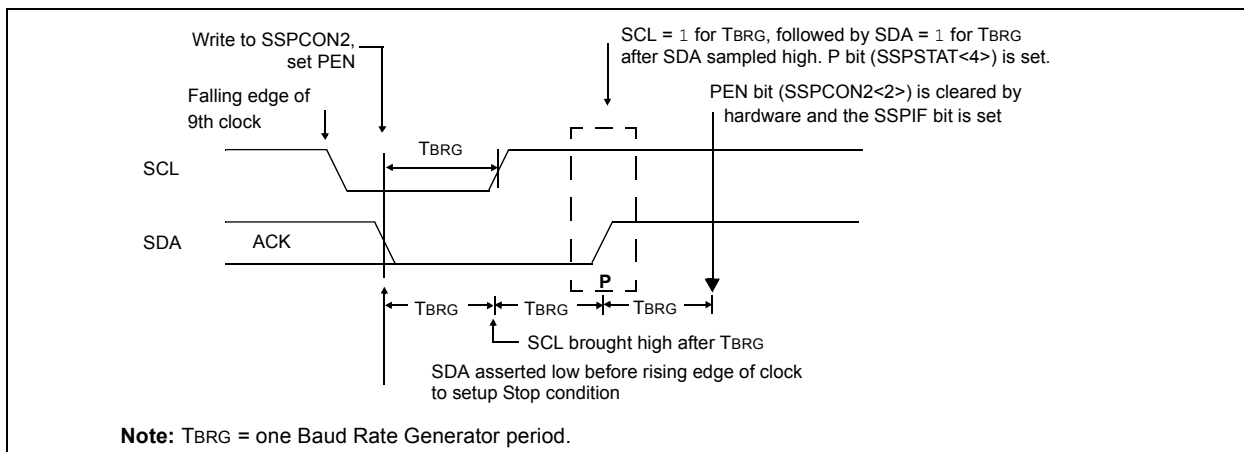 Write to SSPCON2,
set PEN
SCL = 1 for TBRG, followed by SDA = 1 for TBRG
after SDA sampled high. P bit (SSPSTAT<4>) is set.
Falling edge of
9th clock
PEN bit (SSPCON2<2>) is cleared by
hardware and the SSPIF bit is set
TBRG
SCL
SDA
ACK
P
TBRG
TBRG
TBRG
SCL brought high after TBRG
SDA asserted low before rising edge of clock
to setup Stop condition
Note: TBRG = one Baud Rate Generator period.